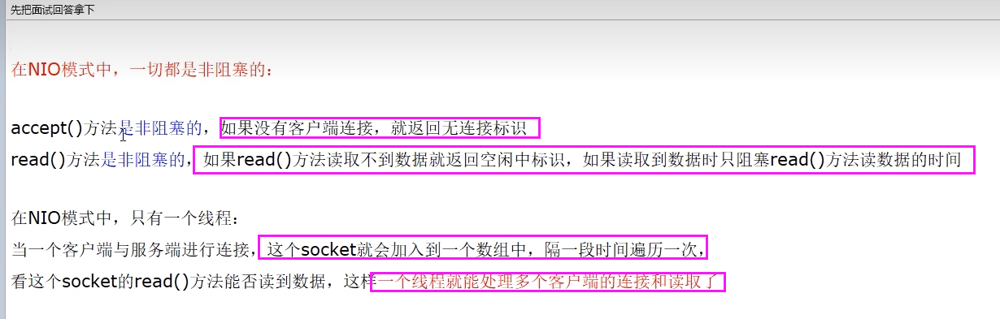 先把面试回答拿下
在NIO模式中，一切都是非阻塞的：
accept()方法是非阻塞的，如果没有客户端连接，就返回无连接标识
read()方法是非阻塞的，如果read()方法读取不到数据就返回空闲中标识，如果读取到数据时只阻塞read()方法读数据的时间
在NIO模式中，只有一个线程：
当一个客户端与服务端进行连接，这个socket就会加入到一个数组中，隔一段时间遍历一次，
看这个socket的read()方法能否读到数据，这样一个线程就能处理多个客户端的连接和读取了